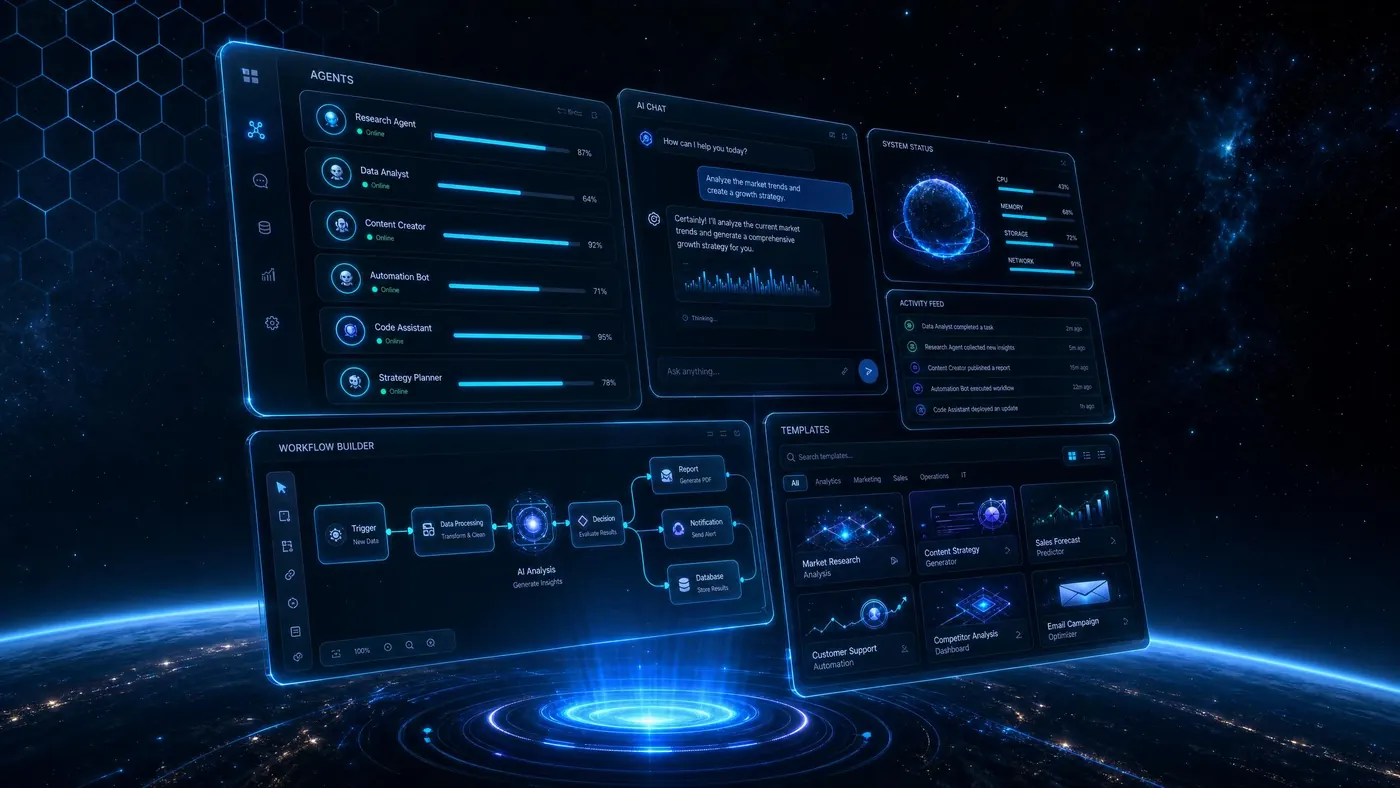 AGENTS
Research Agent
Online
87%
Data Analyst
Online
64%
Content Creator
Online
92%
Automation Bot
Online
71%
Code Assistant
Online
95%
Strategy Planner
Online
78%
AI CHAT
How can I help you today?
Analyze the market trends and
create a growth strategy.
Certainly! I'll analyze the current market
trends and generate a comprehensive
growth strategy for you.
Thinking...
Ask anything...
SYSTEM STATUS
CPU
43%
MEMORY
68%
STORAGE
72%
NETWORK
91%
ACTIVITY FEED
Data Analyst completed a task
2m ago
Research Agent collected new insights
5m ago
Content Creator published a report
15m ago
Automation Bot executed workflow
22m ago
Code Assistant deployed an update
1h ago
WORKFLOW BUILDER
Trigger
New Data
Data Processing
Transform & Clean
AI Analysis
Generate Insights
Decision
Evaluate Results
Report
Generate PDF
Notification
Send Alert
Database
Store Results
100%
TEMPLATES
Search templates...
All Analytics Marketing Sales Operations IT
Market Research
Analysis
Content Strategy
Generator
Sales Forecast
Predictor
Customer Support
Automation
Competitor Analysis
Dashboard
Email Campaign
Optimiser